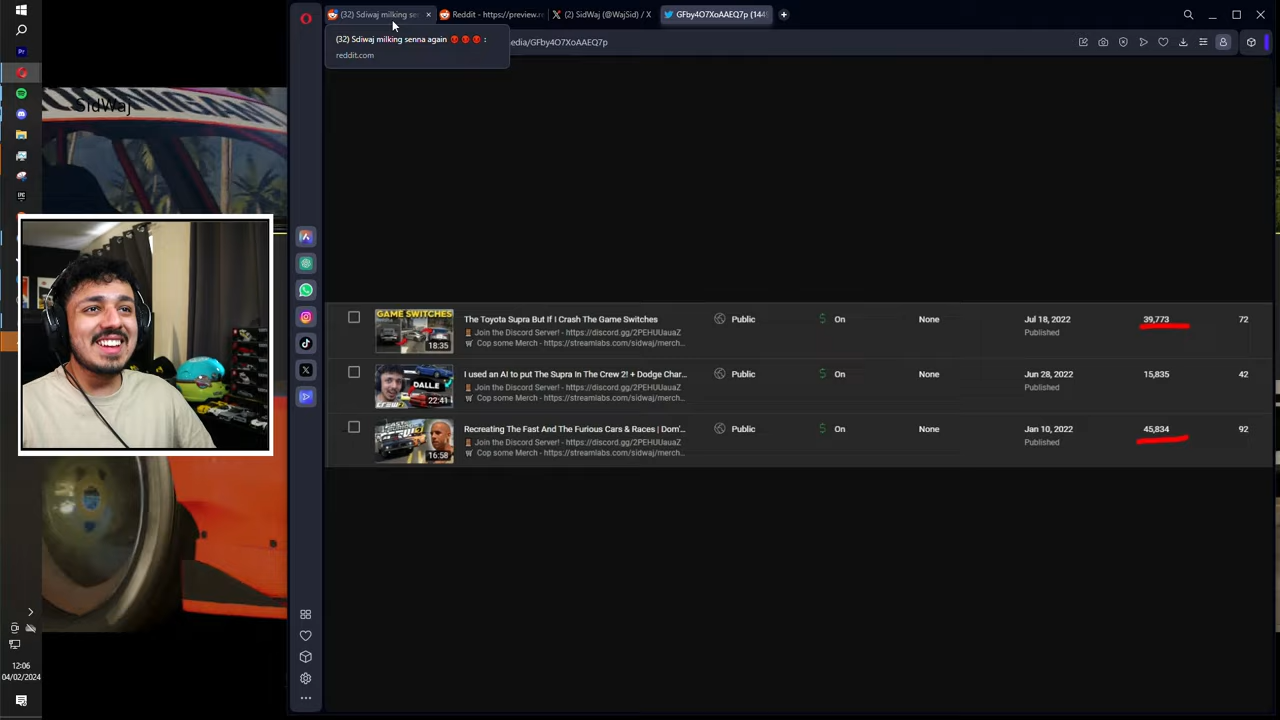 (32) Sdiwaj milking se
Reddit - https://preview.re
(2) SidWaj (@WajSid) / X
GFby4O7XoAAEQ7p (144
(32) Sdiwaj milking senna again 😡 😡 😡 :
reddit.com
edia/GFby4O7XoAAEQ7p
SidWaj
GAME SWITCHES
18:35
The Toyota Supra But If I Crash The Game Switches
Join the Discord Server! - https://discord.gg/2PEHUUauaZ
Cop some Merch - https://streamlabs.com/sidwaj/merch...
Public
On
None
Jul 18, 2022
Published
39,773
72
DALLE
22:41
I used an AI to put The Supra In The Crew 2! + Dodge Char...
Join the Discord Server! - https://discord.gg/2PEHUUauaZ
Cop some Merch - https://streamlabs.com/sidwaj/merch...
Public
On
None
Jun 28, 2022
Published
15,835
42
16:58
Recreating The Fast And The Furious Cars & Races | Dom'...
Join the Discord Server! - https://discord.gg/2PEHUUauaZ
Cop some Merch - https://streamlabs.com/sidwaj/merch...
Public
On
None
Jan 10, 2022
Published
45,834
92
12:06
04/02/2024